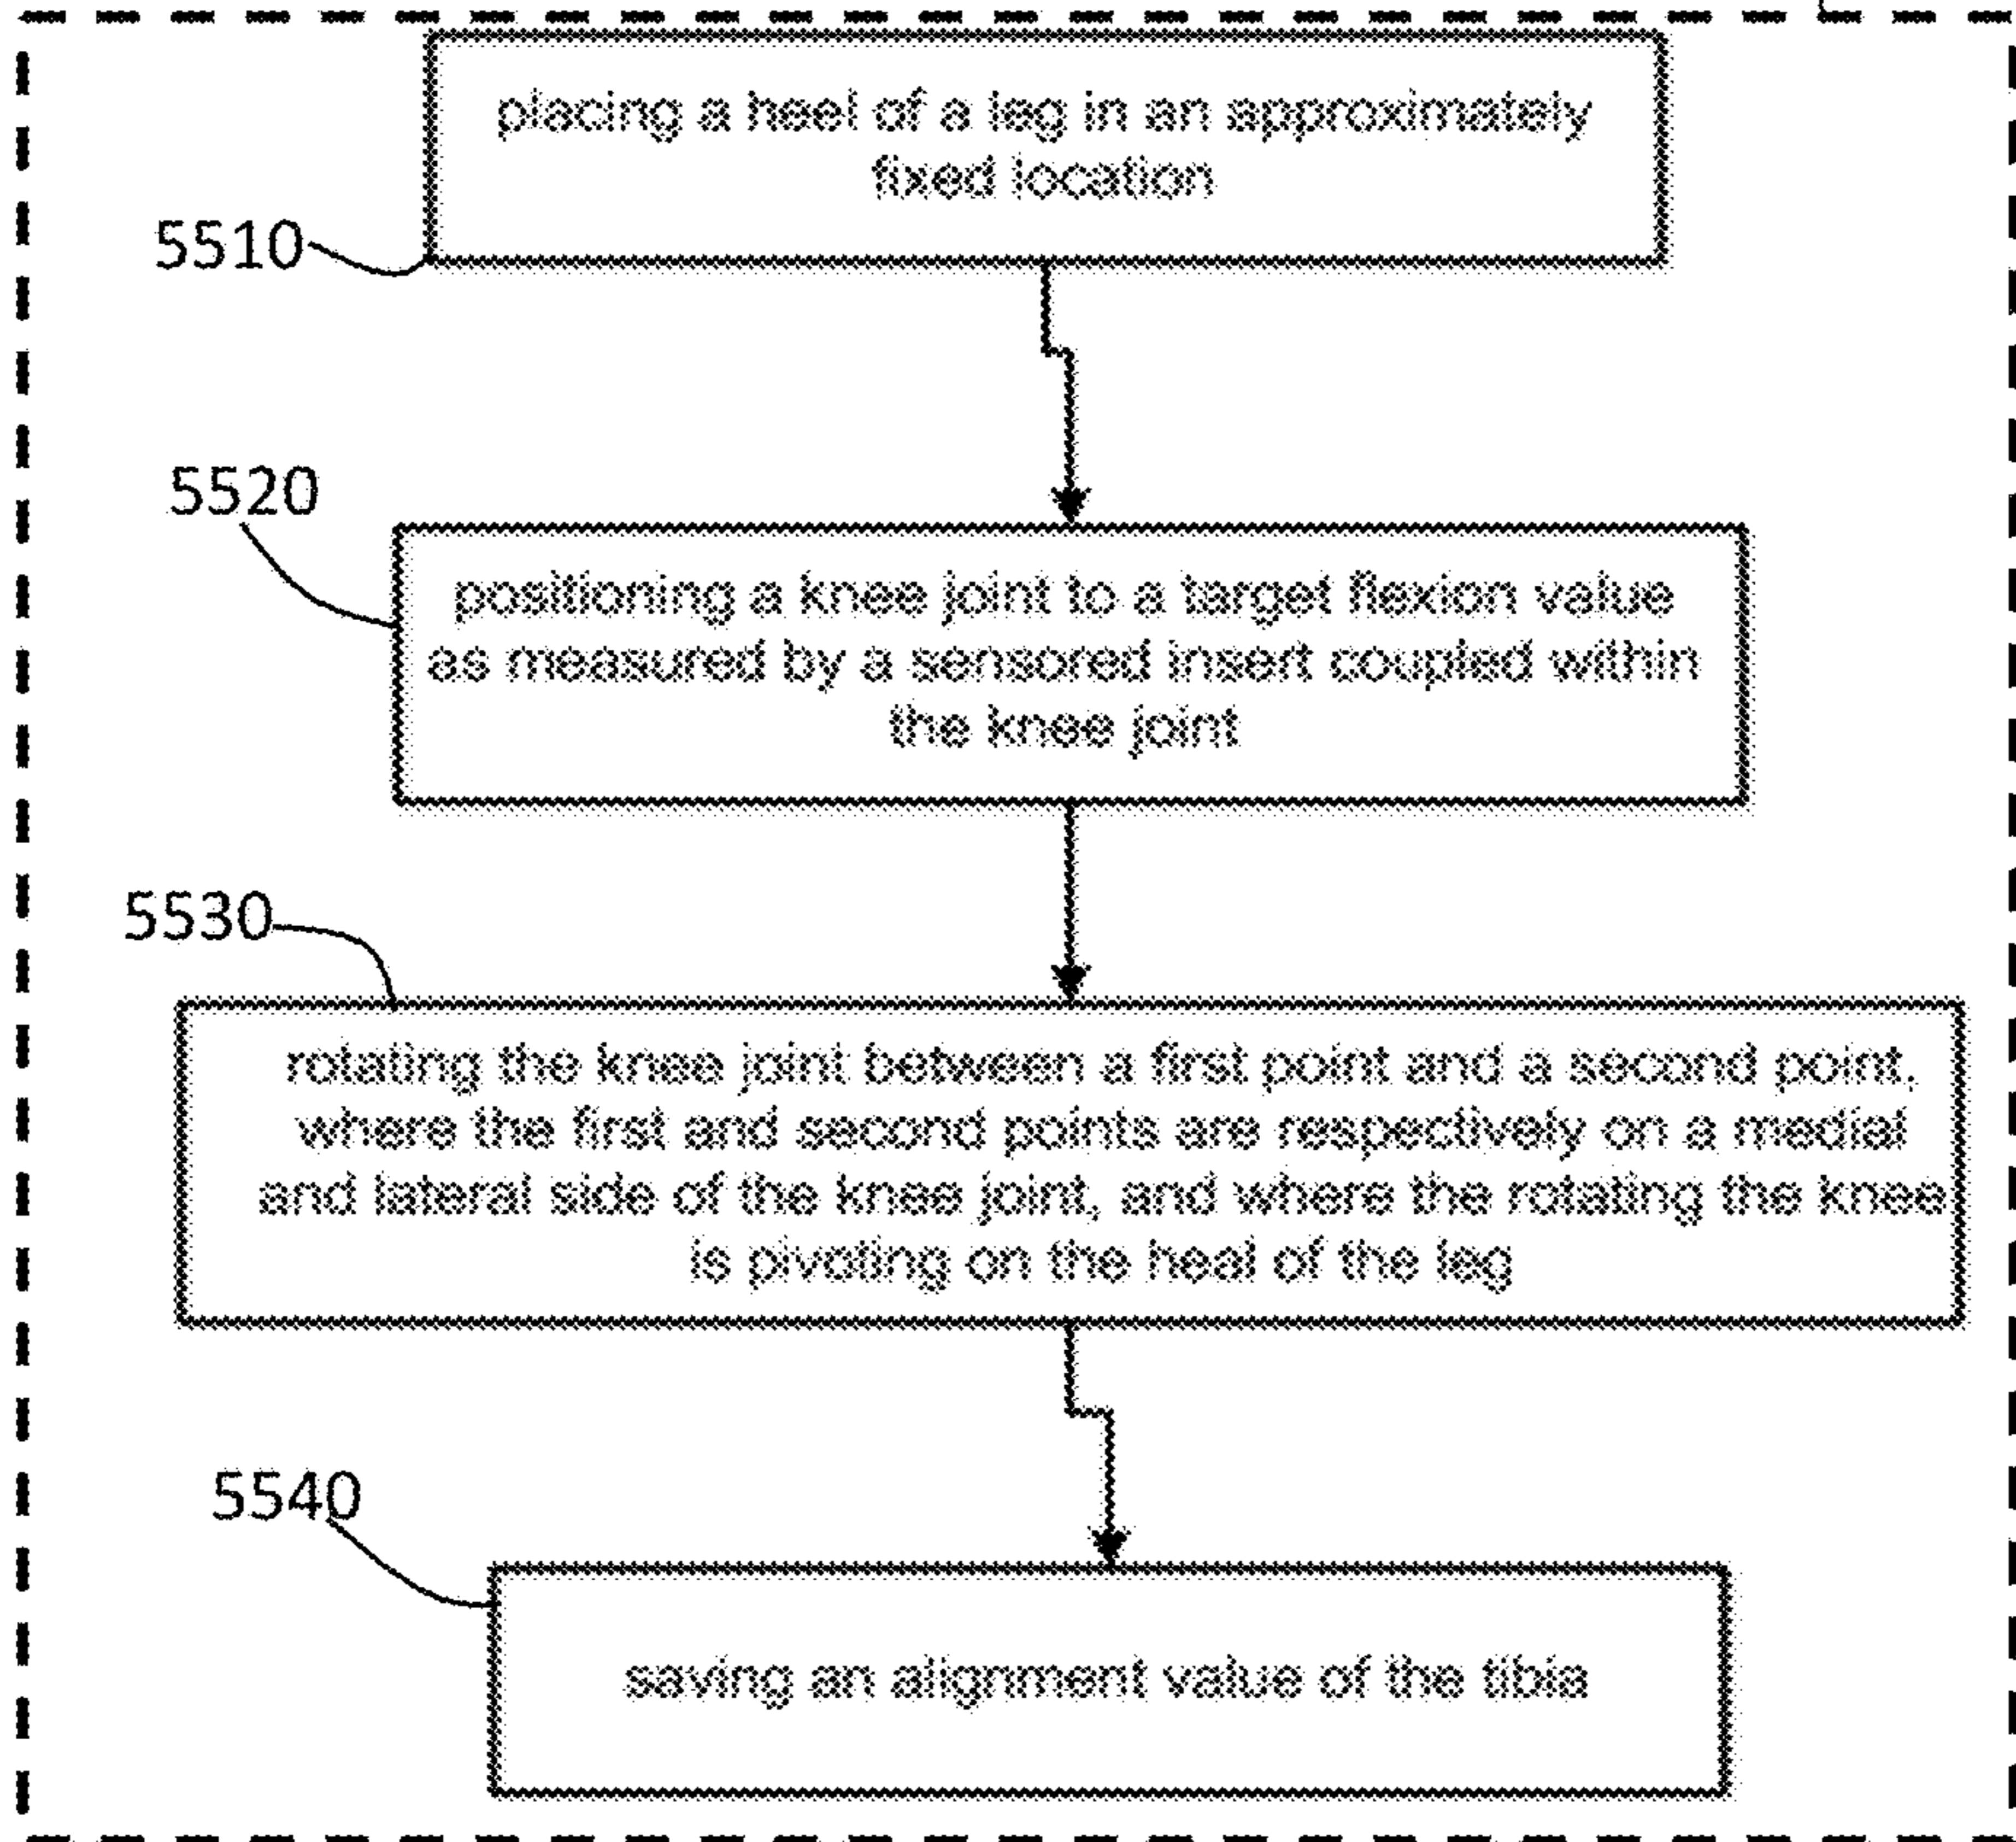 placing a heel of a leg in an approximately
fixed location
5510
5520
positioning a knee joint to a target flexion value
as measured by a sensored insert coupled within
the knee joint
5530
rotating the knee joint between a first point and a second point,
where the first and second points are respectively on a medial
and lateral side of the knee joint, and where the rotating the knee
is pivoting on the heal of the leg
5540
saving an alignment value of the tibia